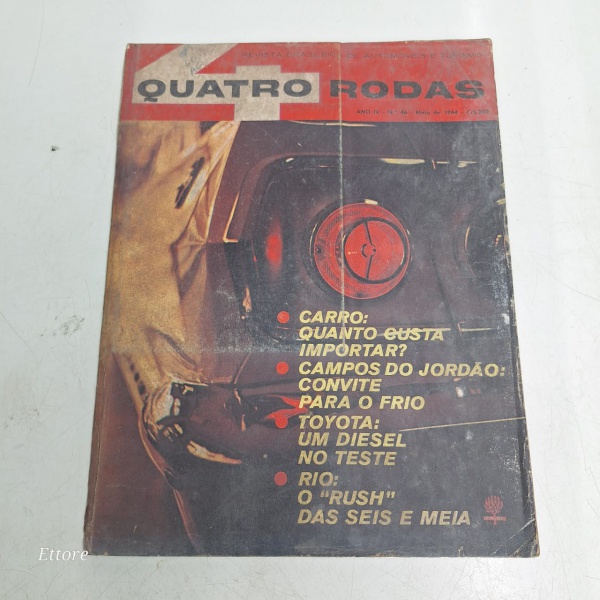 QUATRO RODAS
CARRO:
QUANTO CUSTA
IMPORTAR?
CAMPOS DO JORDÃO:
CONVITE
PARA O FRIO
TOYOTA:
UM DIESEL
NO TESTE
RIO:
O "RUSH"
DAS SEIS E MEIA
Ettore